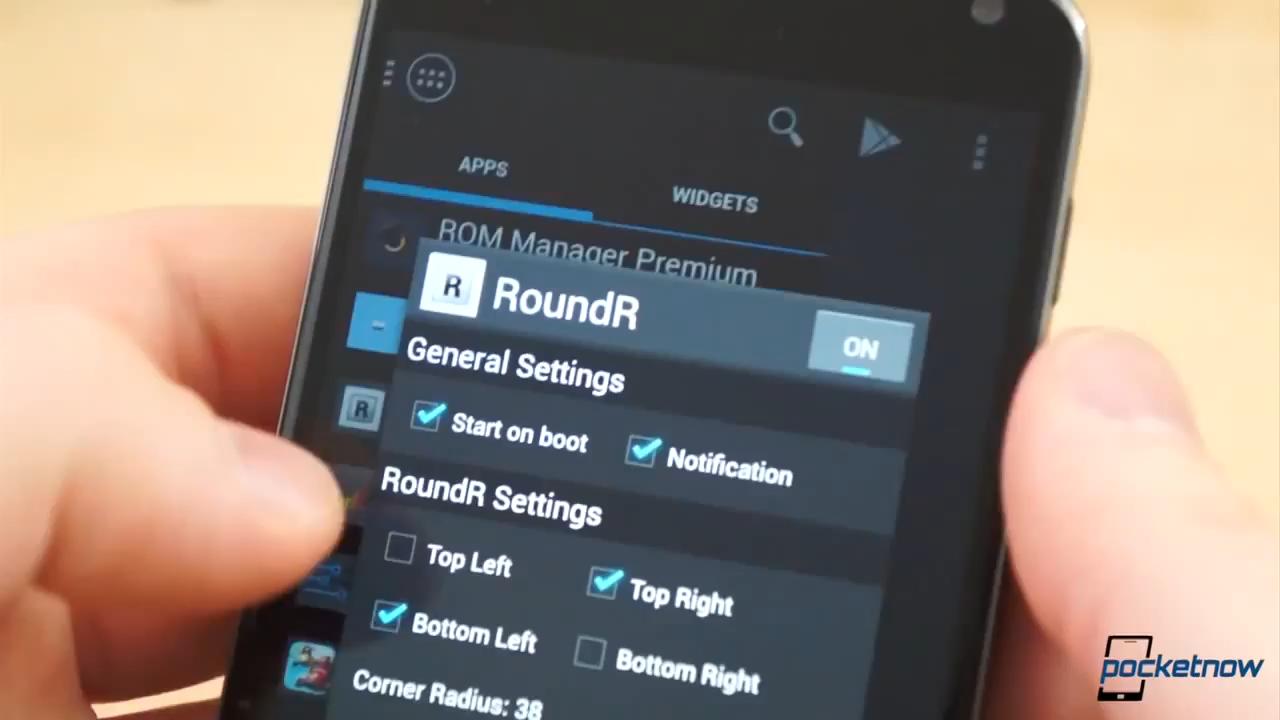 APPS
WIDGETS
ROM Manager Premium
R RoundR
ON
General Settings
R
Start on boot
Notification
RoundR Settings
Top Left
Top Right
Bottom Left
Bottom Right
Corner Radius: 38
pocketnow